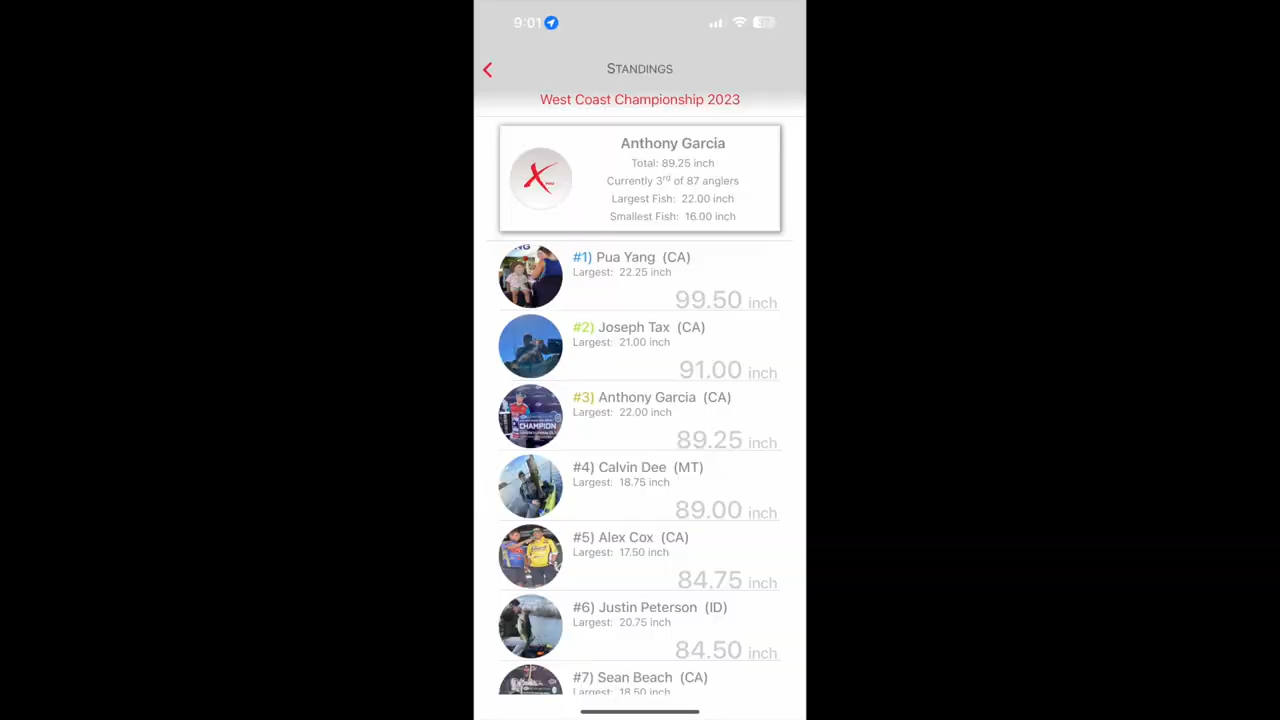 9:01
STANDINGS
West Coast Championship 2023
Anthony Garcia
Total: 89.25 inch
Currently 3rd of 87 anglers
Largest Fish: 22.00 inch
Smallest Fish: 16.00 inch
#1) Pua Yang (CA)
Largest: 22.25 inch
99.50 inch
#2) Joseph Tax (CA)
Largest: 21.00 inch
91.00 inch
#3) Anthony Garcia (CA)
Largest: 22.00 inch
CHAMPION
89.25 inch
#4) Calvin Dee (MT)
Largest: 18.75 inch
89.00 inch
#5) Alex Cox (CA)
Largest: 17.50 inch
84.75 inch
#6) Justin Peterson (ID)
Largest: 20.75 inch
84.50 inch
#7) Sean Beach (CA)
Largest: 18.50 inch